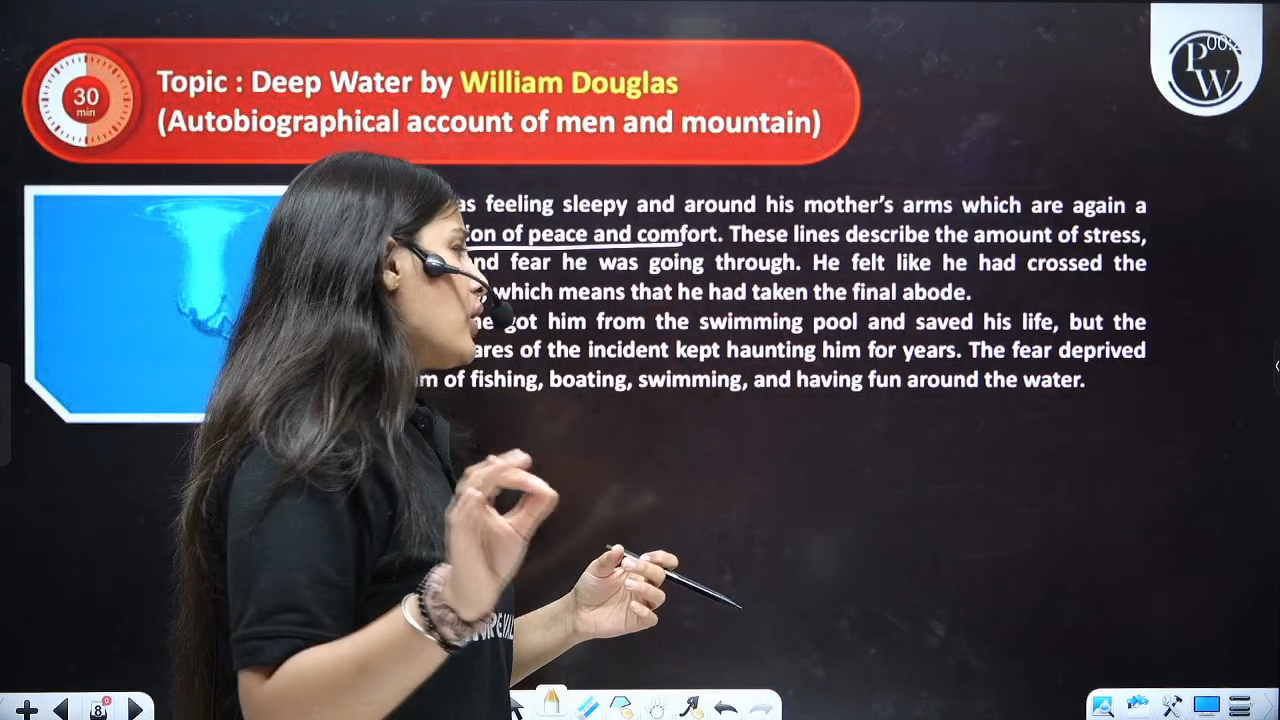 30
min
Topic : Deep Water by William Douglas
(Autobiographical account of men and mountain)
PW
feeling sleepy and around his mother's arms which are again a
of peace and comfort. These lines describe the amount of stress,
fear he was going through. He felt like he had crossed the
which means that he had taken the final abode.
got him from the swimming pool and saved his life, but the
of the incident kept haunting him for years. The fear deprived
of fishing, boating, swimming, and having fun around the water.
8